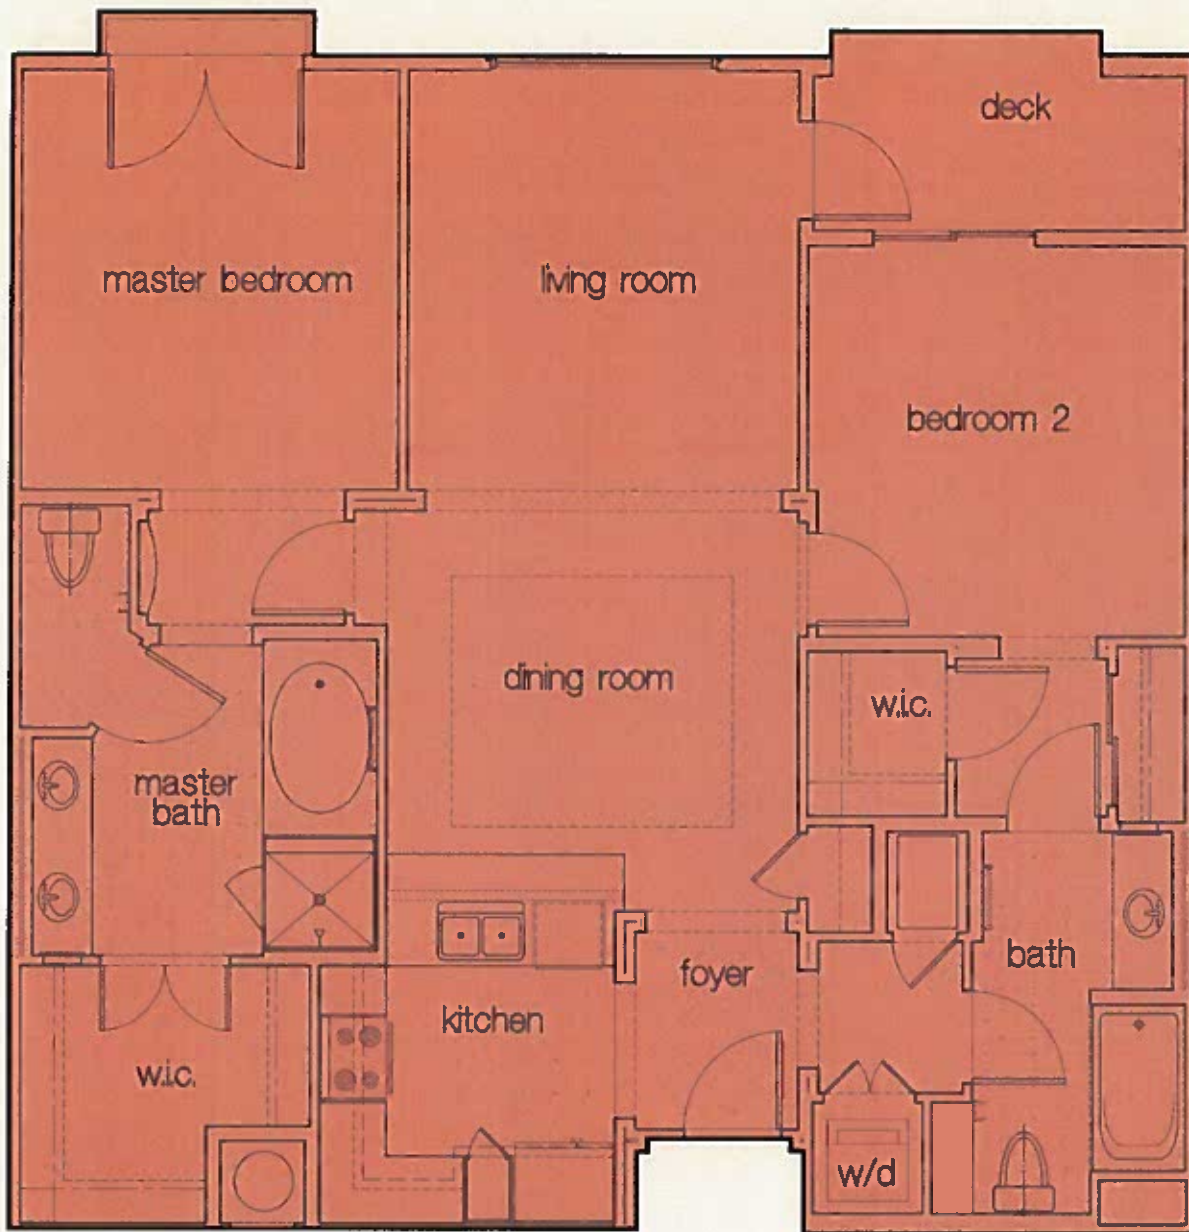 deck
master bedroom
living room
bedroom 2
dining room
w.i.c.
master
bath
bath
foyer
kitchen
w.i.c.
w/d